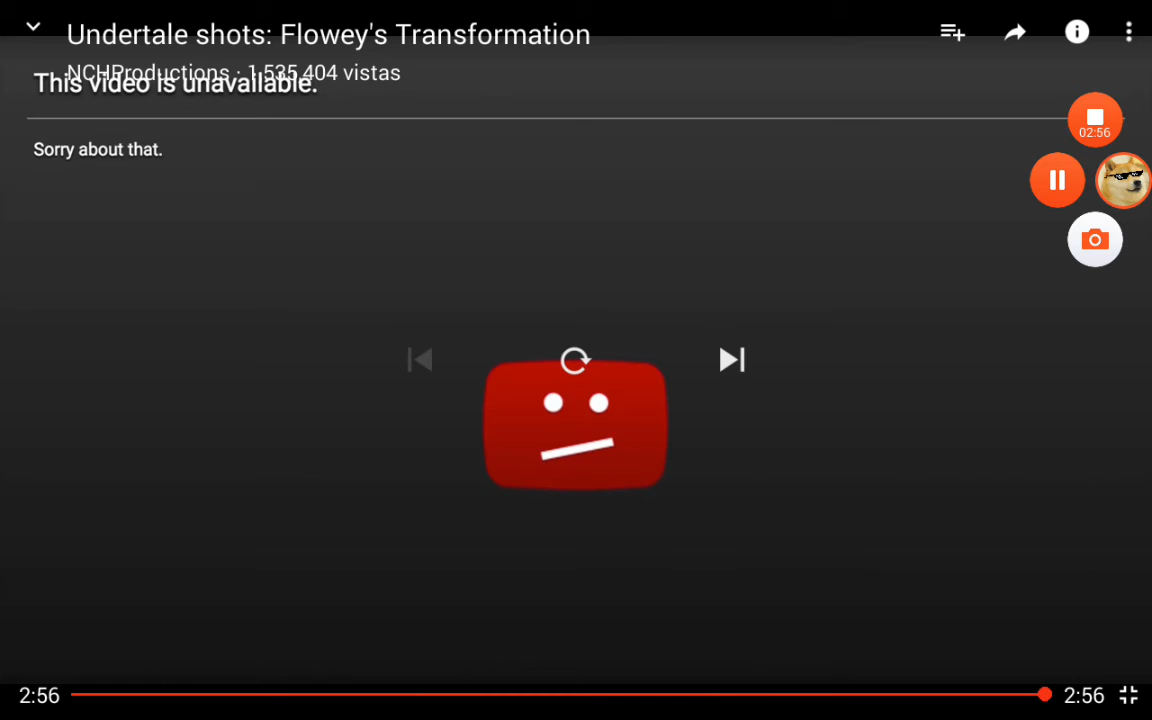 Undertale shots: Flowey's Transformation
NCHProductions · 1,535,404 vistas
This video is unavailable.
Sorry about that.
02:56
2:56
2:56